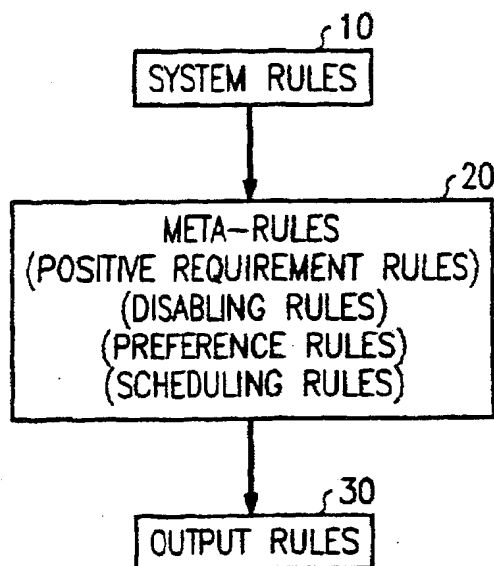 10
SYSTEM RULES
20
META-RULES
(POSITIVE REQUIREMENT RULES)
(DISABLING RULES)
(PREFERENCE RULES)
(SCHEDULING RULES)
30
OUTPUT RULES